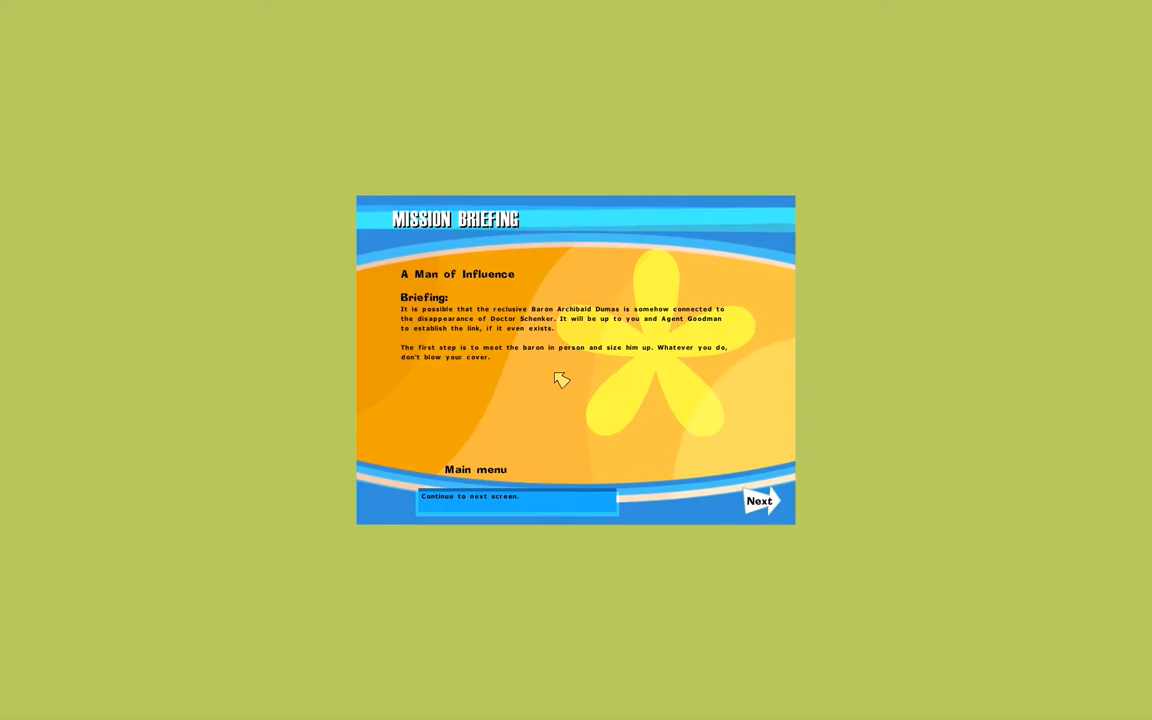 MISSION BRIEFING
A Man of Influence
Briefing:
It is possible that the reclusive Baron Archibald Dumas is somehow connected to
the disappearance of Doctor Schenker. It will be up to you and Agent Goodman
to establish the link, if it even exists.
The first step is to meet the baron in person and size him up. Whatever you do,
don't blow your cover.
Main menu
Continue to next screen.
Next